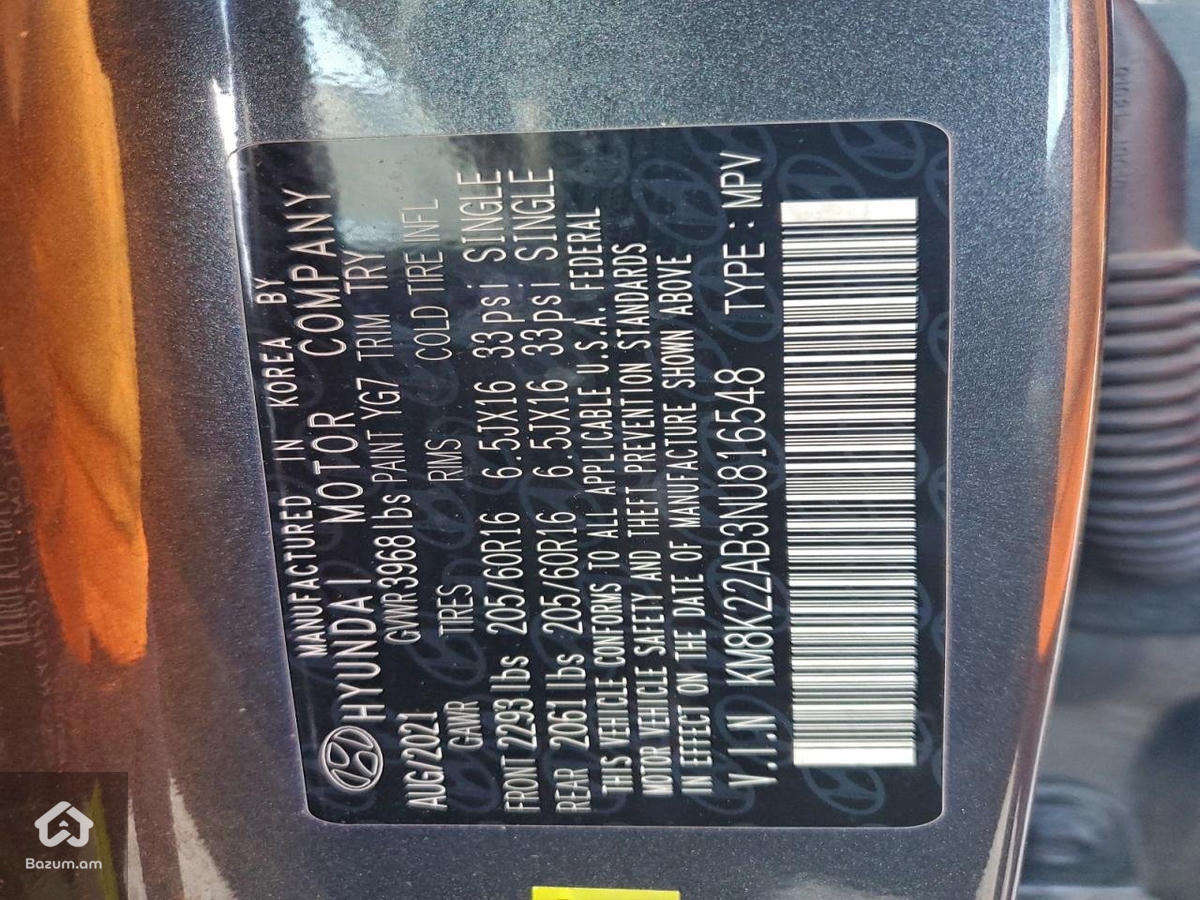 MANUFACTURED IN KOREA BY
HYUNDAI MOTOR COMPANY
AUG/2021 GVWR 3968 lbs PAINT YG7 TRIM TRY
GAWR TIRES RIMS COLD TIRE INFL
FRONT 2293 lbs 205/60R16 6.5JX16 33psi SINGLE
REAR 2061 lbs 205/60R16 6.5JX16 33psi SINGLE
THIS VEHICLE CONFORMS TO ALL APPLICABLE U.S.A. FEDERAL
MOTOR VEHICLE SAFETY AND THEFT PREVENTION STANDARDS
IN EFFECT ON THE DATE OF MANUFACTURE SHOWN ABOVE
V.I.N KM8K22AB3NU816548 TYPE : MPV
Bazum.am